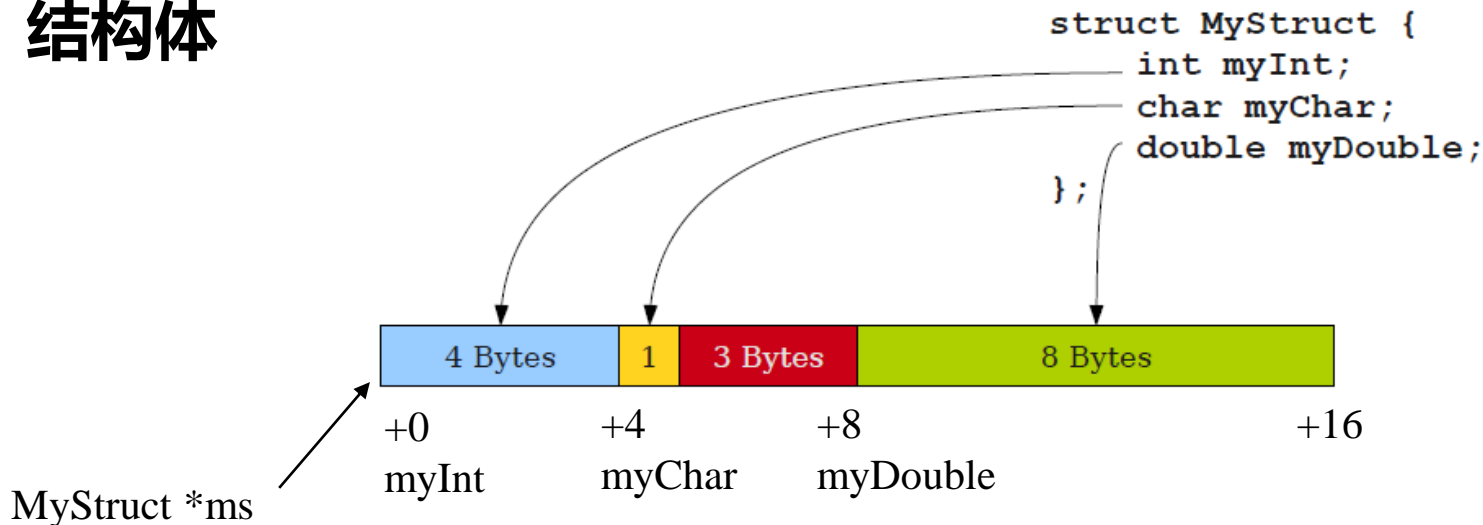 结构体
struct MyStruct {
int myInt;
char myChar;
double myDouble;
};
4 Bytes 1 3 Bytes 8 Bytes
+0 +4 +8 +16
myInt myChar myDouble
MyStruct *ms